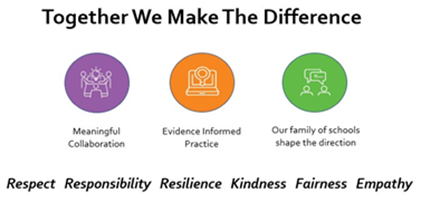 Together We Make The Difference
Meaningful
Collaboration
Evidence Informed
Practice
Our family of schools
shape the direction
Respect Responsibility Resilience Kindness Fairness Empathy